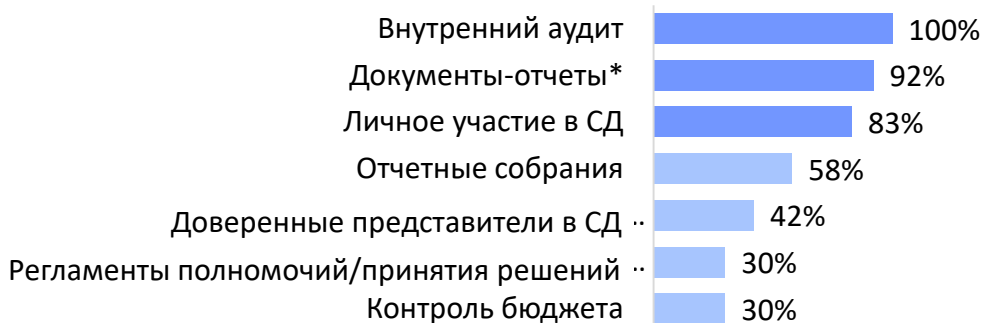 Внутренний аудит 100%
Документы-отчеты* 92%
Личное участие в СД 83%
Отчетные собрания 58%
Доверенные представители в СД .. 42%
Регламенты полномочий/принятия решений .. 30%
Контроль бюджета 30%